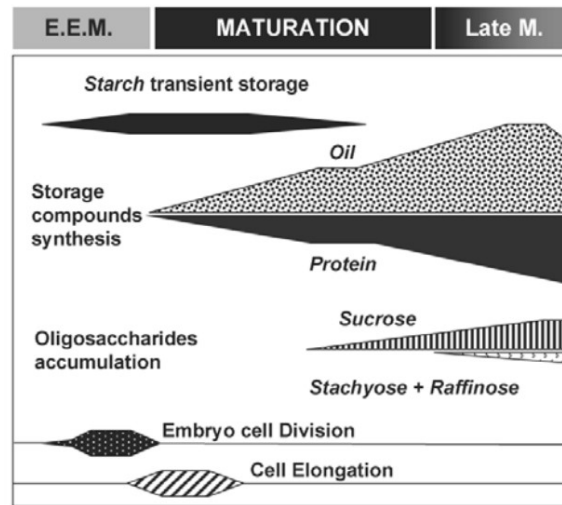 E.E.M. MATURATION Late M.
Starch transient storage
Oil
Storage
compounds
synthesis
Protein
Sucrose
Oligosaccharides
accumulation
Stachyose + Raffinose
Embryo cell Division
Cell Elongation